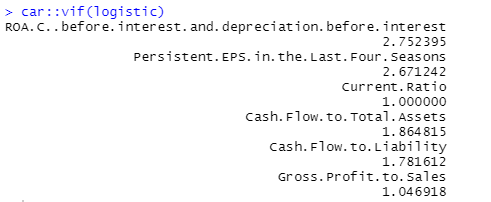 > car::vif(logistic)
ROA.C..before.interest.and.depreciation.before.interest
2.752395
Persistent.EPS.in.the.Last.Four.Seasons
2.671242
Current.Ratio
1.000000
Cash.Flow.to.Total.Assets
1.864815
Cash.Flow.to.Liability
1.781612
Gross.Profit.to.Sales
1.046918